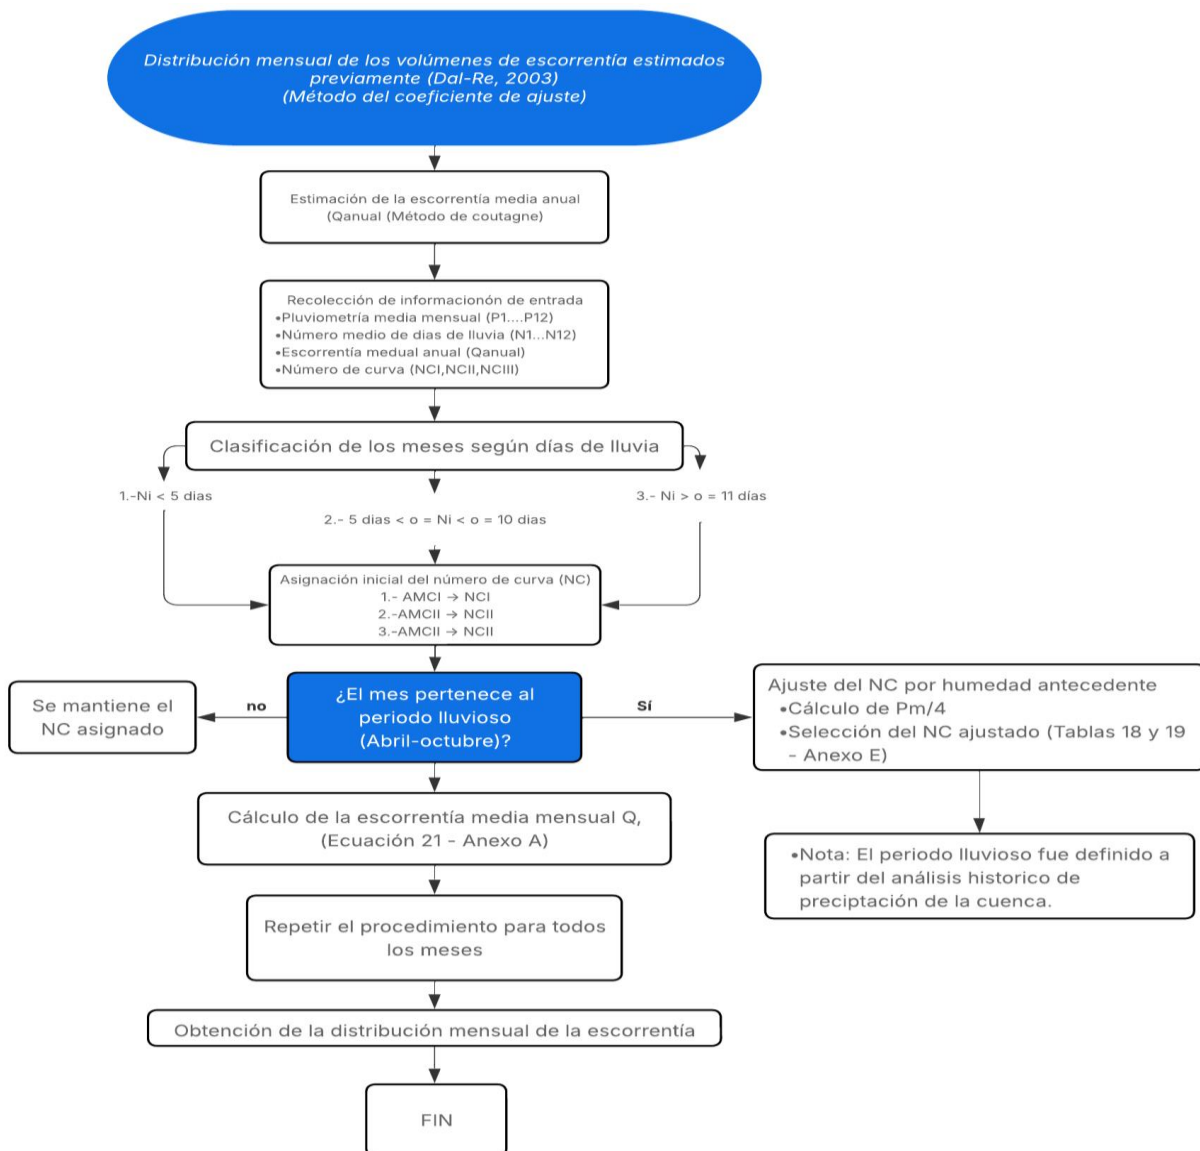 Distribución mensual de los volúmenes de escorrentía estimados
previamente (Dal-Re, 2003)
(Método del coeficiente de ajuste)
Estimación de la escorrentía media anual
(Qanual (Método de coutagne)
Recolección de informacionón de entrada
•Pluviometría media mensual (P1....P12)
•Número medio de dias de lluvia (N1...N12)
•Escorrentía medual anual (Qanual)
•Número de curva (NCI,NCII,NCIII)
Clasificación de los meses según días de lluvia
1.-Ni < 5 dias
2.- 5 dias < o = Ni < o = 10 dias
3.- Ni > o = 11 días
Asignación inicial del número de curva (NC)
1.- AMCI → NCI
2.-AMCII → NCII
3.-AMCII → NCII
¿El mes pertenece al
periodo lluvioso
(Abril-octubre)?
no
Se mantiene el
NC asignado
Sí
Ajuste del NC por humedad antecedente
•Cálculo de Pm/4
•Selección del NC ajustado (Tablas 18 y 19
- Anexo E)
•Nota: El periodo lluvioso fue definido a
partir del análisis historico de
preciptación de la cuenca.
Cálculo de la escorrentía media mensual Q,
(Ecuación 21 - Anexo A)
Repetir el procedimiento para todos
los meses
Obtención de la distribución mensual de la escorrentía
FIN